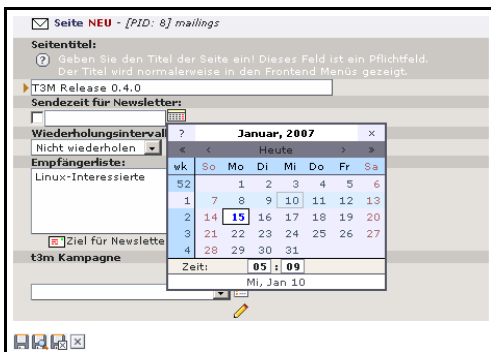 Seite NEU - [PID: 8] mailings
Seitentitel:
? Geben Sie den Titel der Seite ein! Dieses Feld ist ein Pflichtfeld.
Der Titel wird normalerweise in den Frontend Menüs gezeigt.
T3M Release 0.4.0
Sendezeit für Newsletter:
Wiederholungsintervall
Nicht wiederholen
Empfängerliste:
Linux-Interessierte
Ziel für Newslette
t3m Kampagne
? Januar, 2007 ×
« ‹ Heute › »
wk So Mo Di Mi Do Fr Sa
52 1 2 3 4 5 6
1 7 8 9 10 11 12 13
2 14 15 16 17 18 19 20
3 21 22 23 24 25 26 27
4 28 29 30 31
Zeit: 05 : 09
Mi, Jan 10